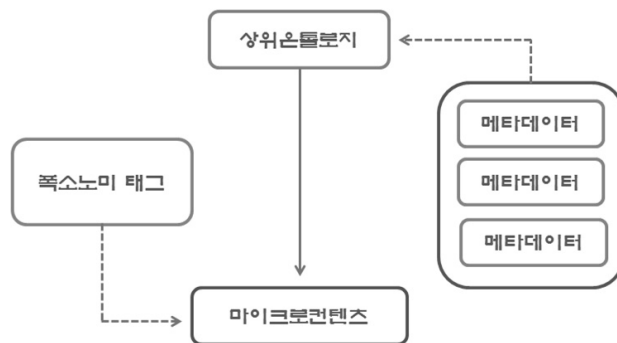 상위온톨로지
메타데이터
메타데이터
메타데이터
폭소노미 태그
마이크로컨텐츠